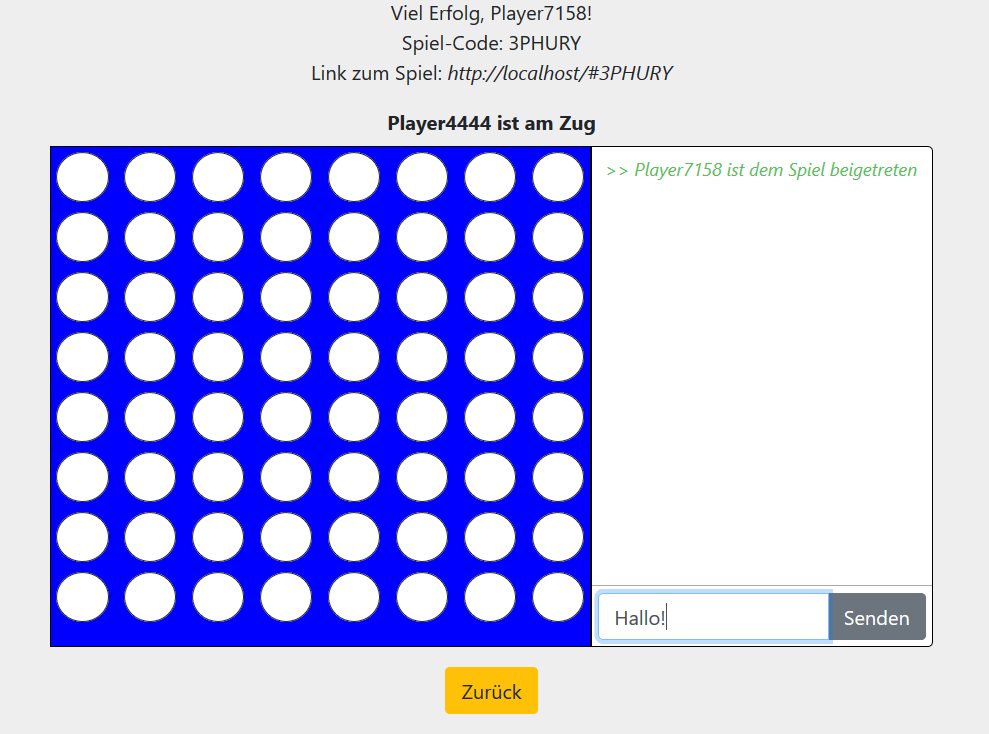 Viel Erfolg, Player7158!
Spiel-Code: 3PHURY
Link zum Spiel: http://localhost/#3PHURY
Player4444 ist am Zug
>> Player7158 ist dem Spiel beigetreten
Hallo!
Senden
Zurück